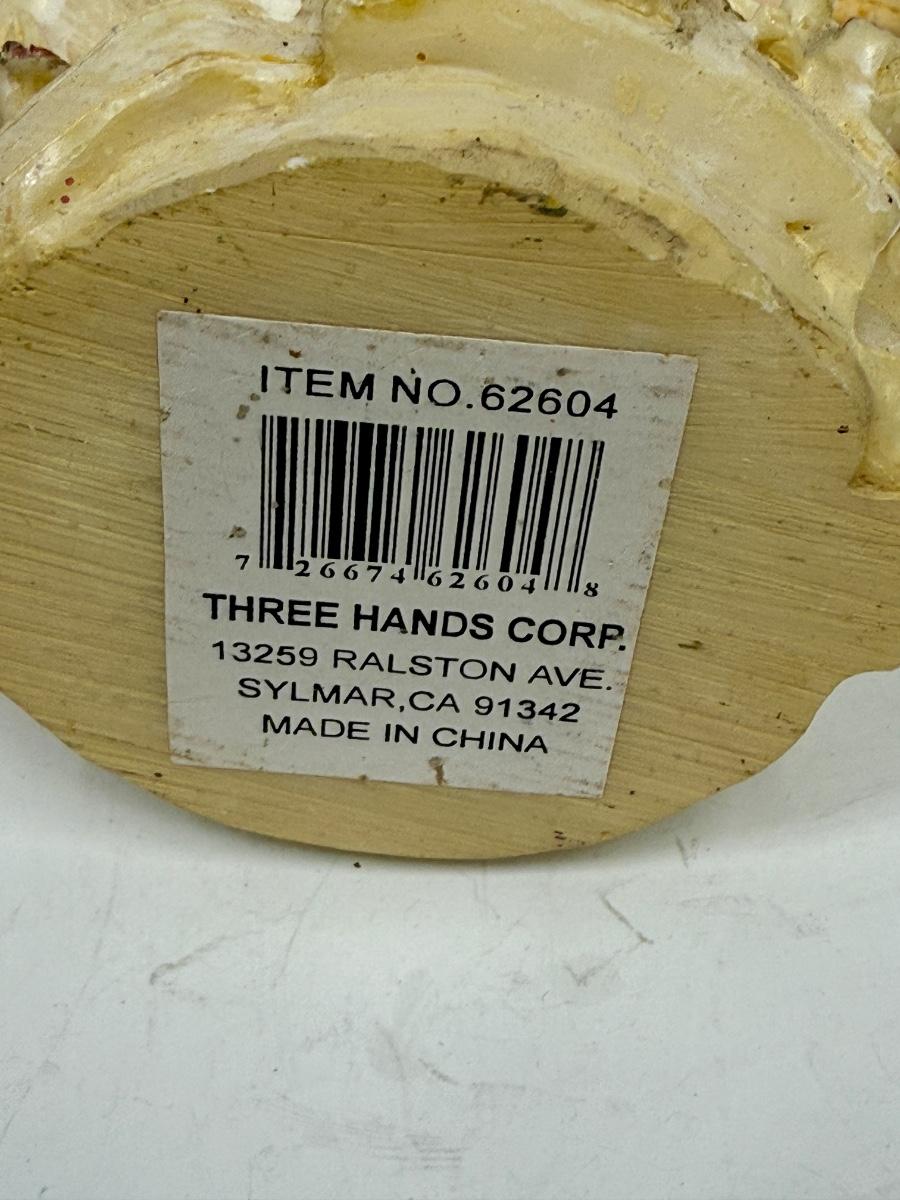 ITEM NO.62604
7 26674 62604 8
THREE HANDS CORP.
13259 RALSTON AVE.
SYLMAR,CA 91342
MADE IN CHINA